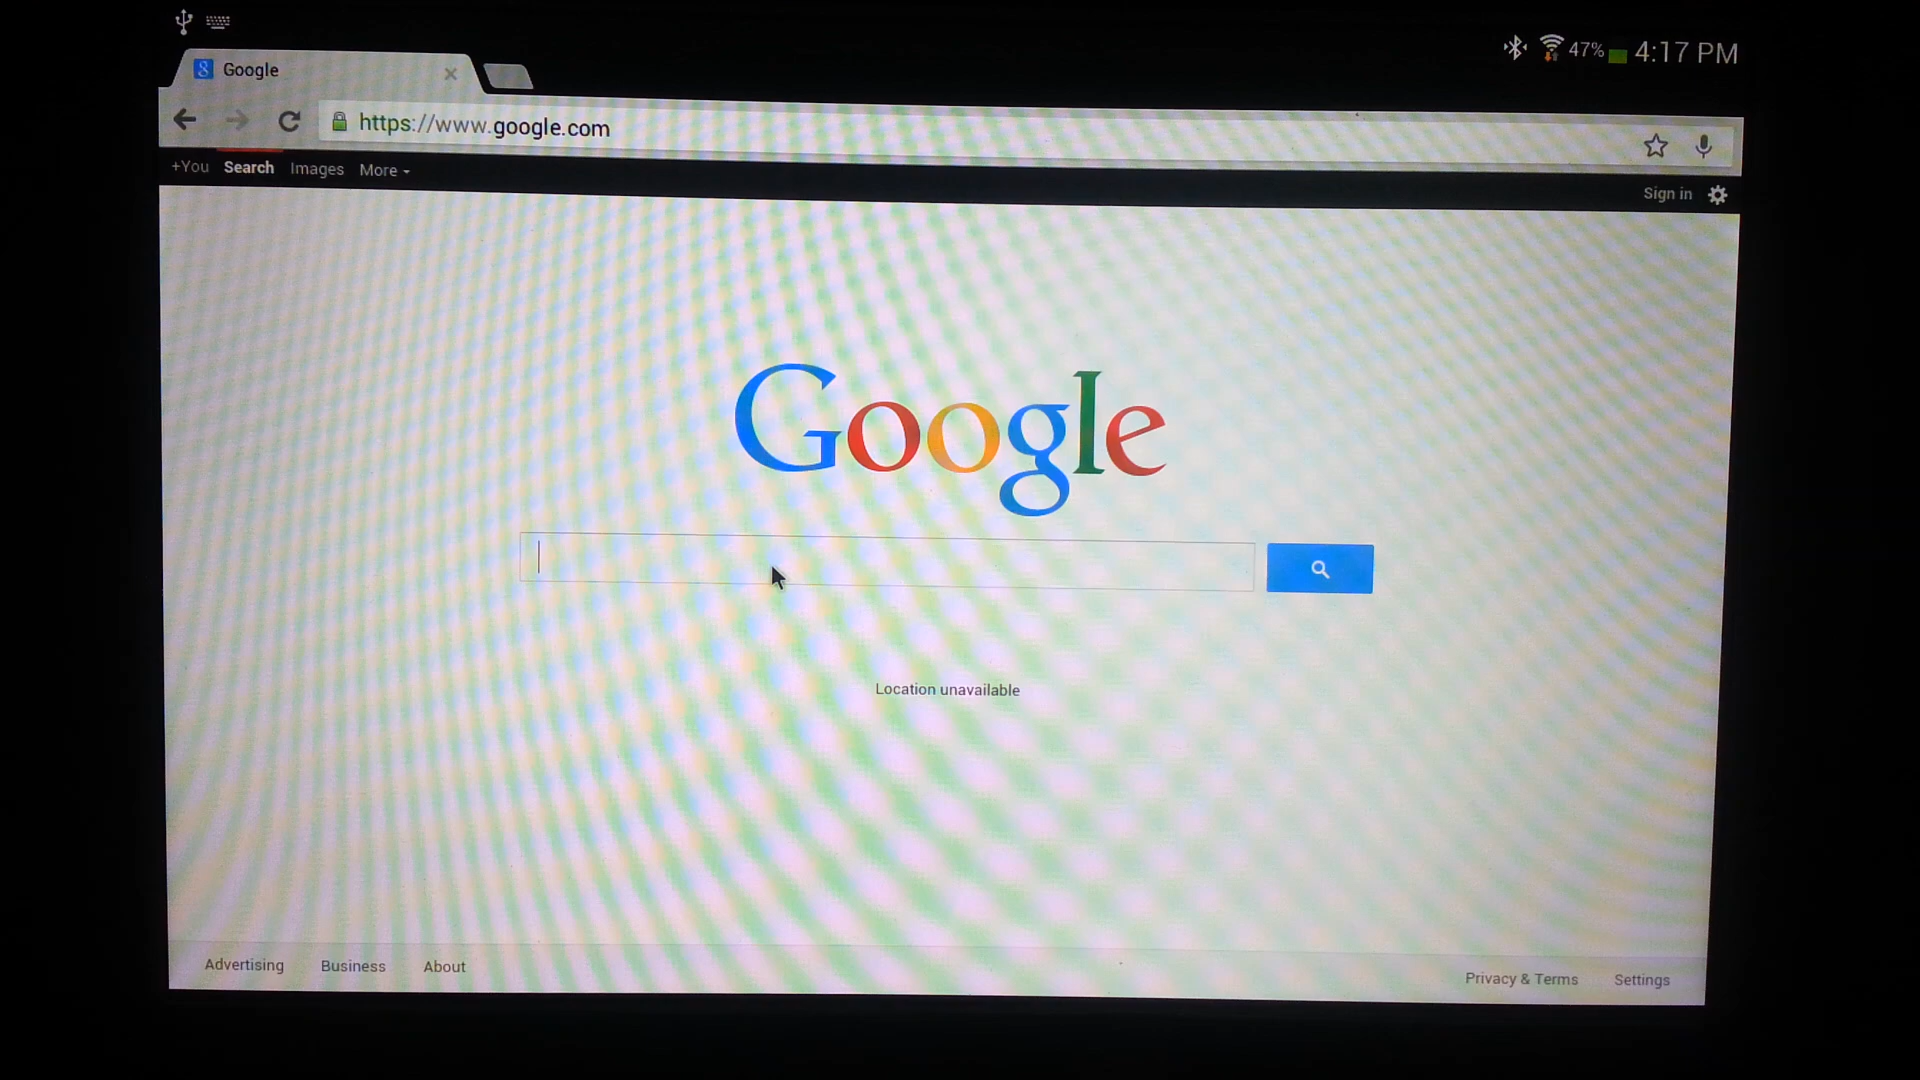 47% 4:17 PM
Google
https://www.google.com
+You Search Images More
Sign in
Google
Location unavailable
Advertising Business About
Privacy & Terms Settings